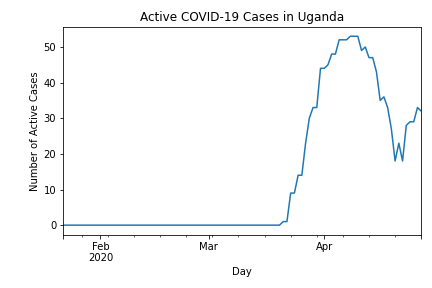 Active COVID-19 Cases in Uganda
50
40
30
20
10
0
Number of Active Cases
Feb
2020
Mar
Apr
Day